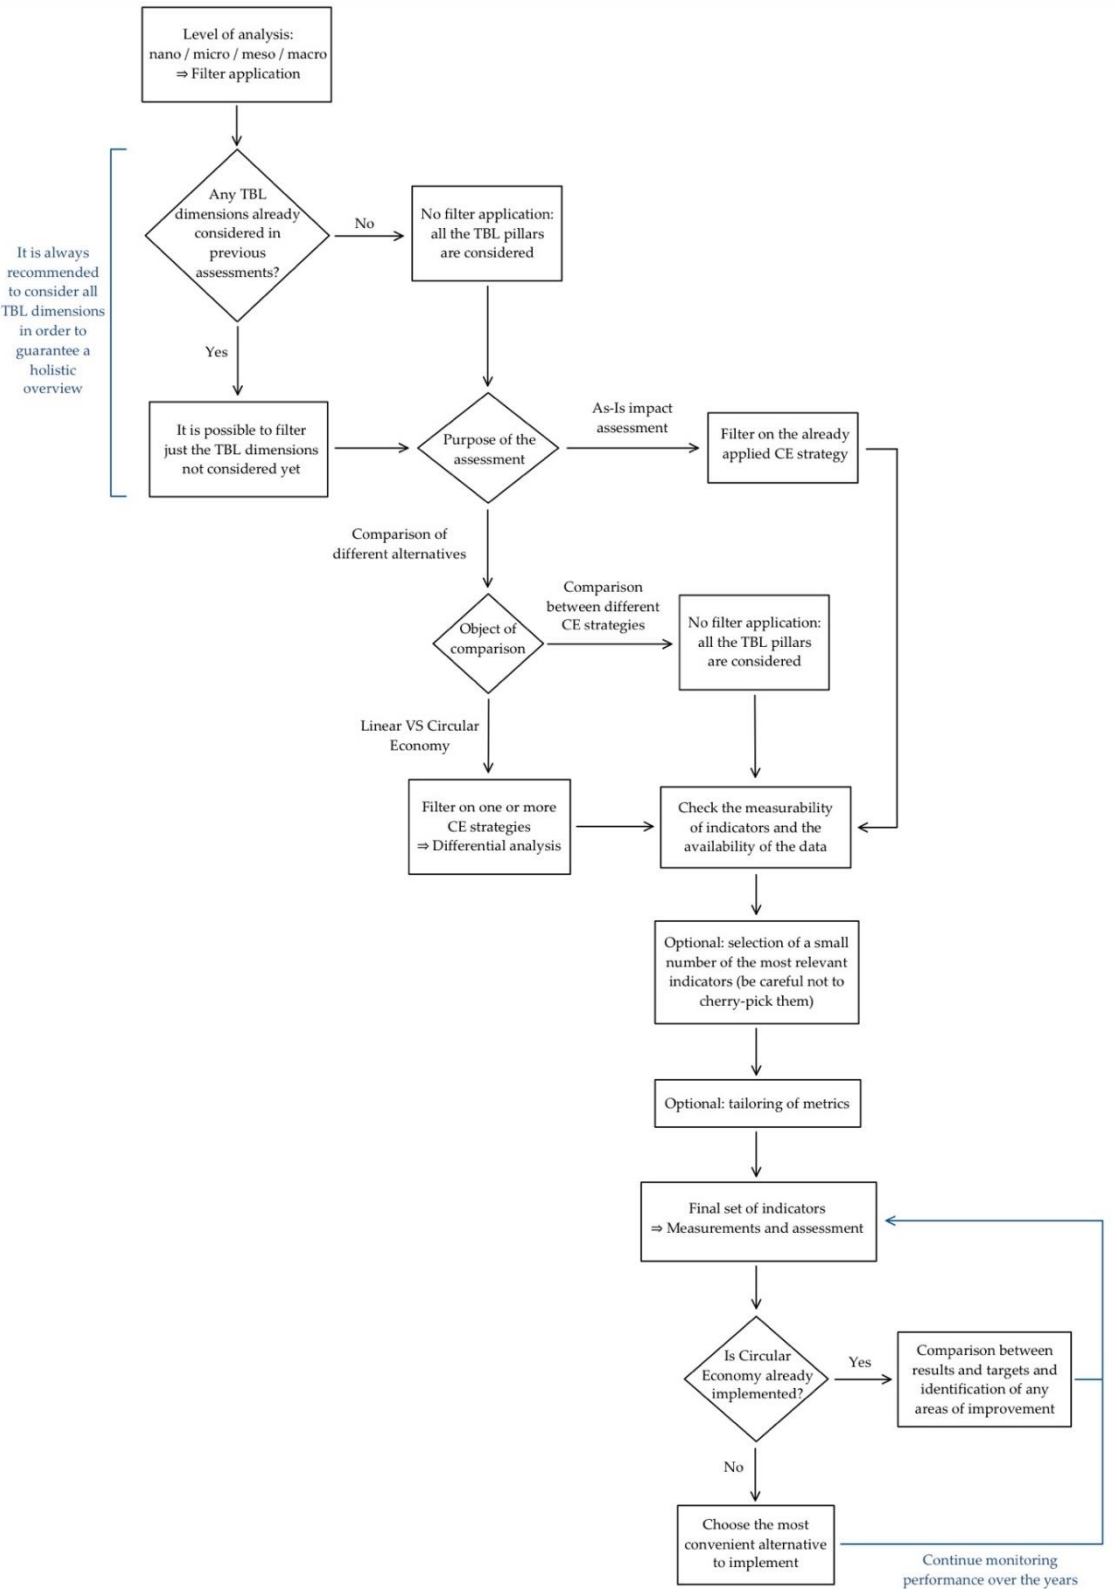 Level of analysis:
nano / micro / meso / macro
⇒ Filter application
Any TBL
dimensions already
considered in
previous
assessments?
No
No filter application:
all the TBL pillars
are considered
It is always
recommended
to consider all
TBL dimensions
in order to
guarantee a
holistic
overview
Yes
It is possible to filter
just the TBL dimensions
not considered yet
Purpose of the
assessment
As-Is impact
assessment
Filter on the already
applied CE strategy
Comparison of
different alternatives
Object of
comparison
Comparison
between different
CE strategies
No filter application:
all the TBL pillars
are considered
Linear VS Circular
Economy
Filter on one or more
CE strategies
⇒ Differential analysis
Check the measurability
of indicators and the
availability of the data
Optional: selection of a small
number of the most relevant
indicators (be careful not to
cherry-pick them)
Optional: tailoring of metrics
Final set of indicators
⇒ Measurements and assessment
Is Circular
Economy already
implemented?
Yes
Comparison between
results and targets and
identification of any
areas of improvement
No
Choose the most
convenient alternative
to implement
Continue monitoring
performance over the years